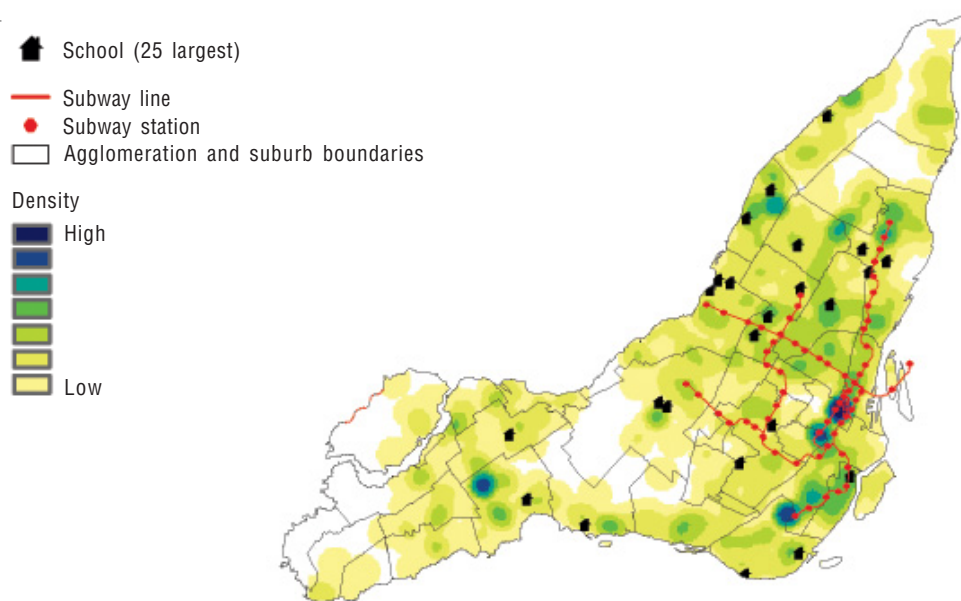 School (25 largest)
Subway line
Subway station
Agglomeration and suburb boundaries
Density
High
Low